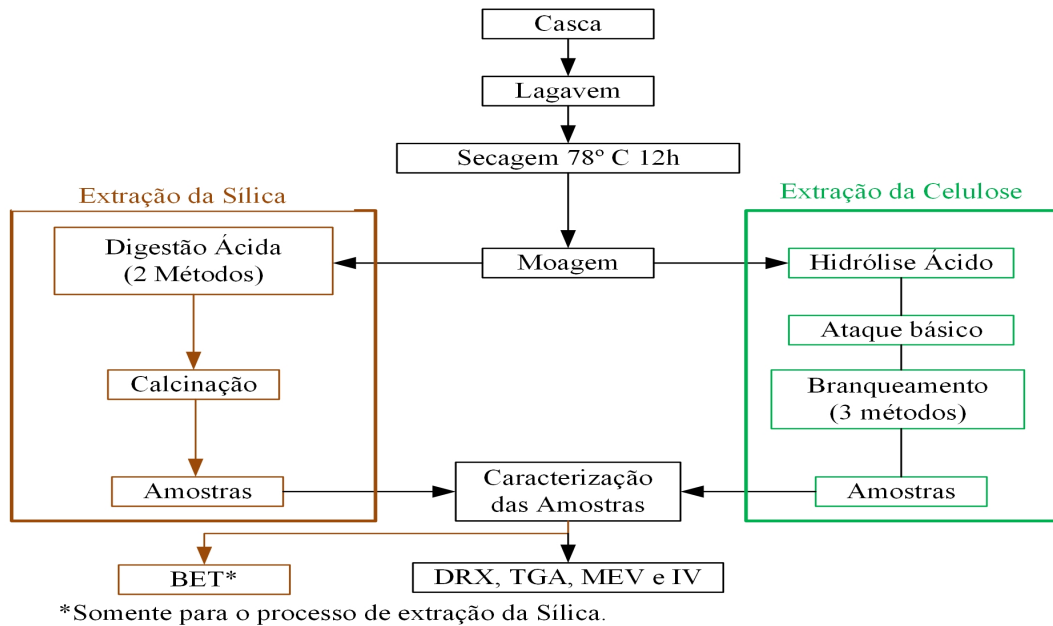 Casca
Lagavem
Secagem 78º C 12h
Extração da Sílica
Extração da Celulose
Digestão Ácida
(2 Métodos)
Moagem
Hidrólise Ácido
Ataque básico
Calcinação
Branqueamento
(3 métodos)
Amostras
Caracterização
das Amostras
Amostras
BET*
DRX, TGA, MEV e IV
*Somente para o processo de extração da Sílica.